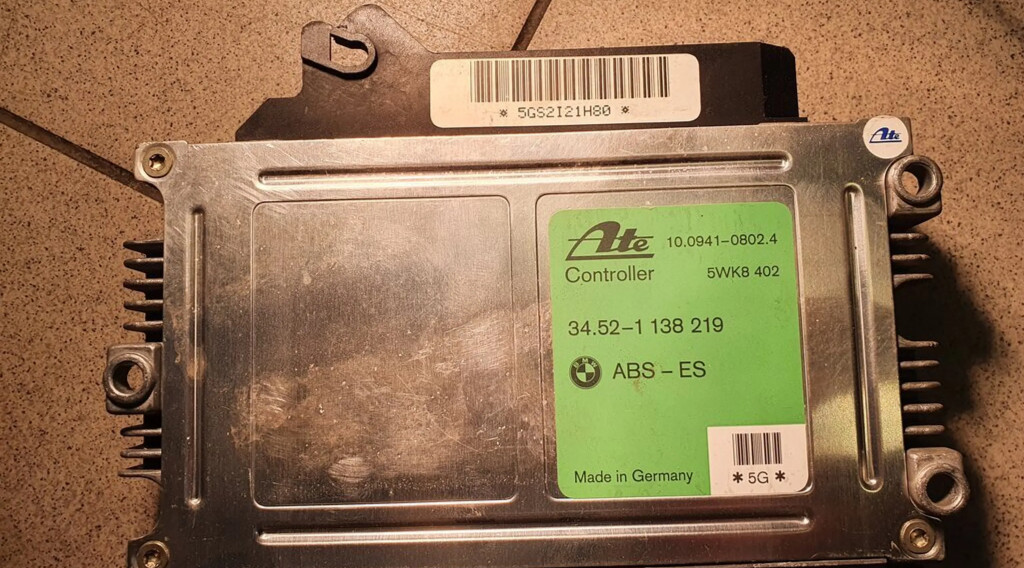 * 5GS2I21H80 *
Ate
Ate
10.0941-0802.4
Controller
5WK8 402
34.52-1 138 219
BMW
ABS - ES
Made in Germany
* 5G *